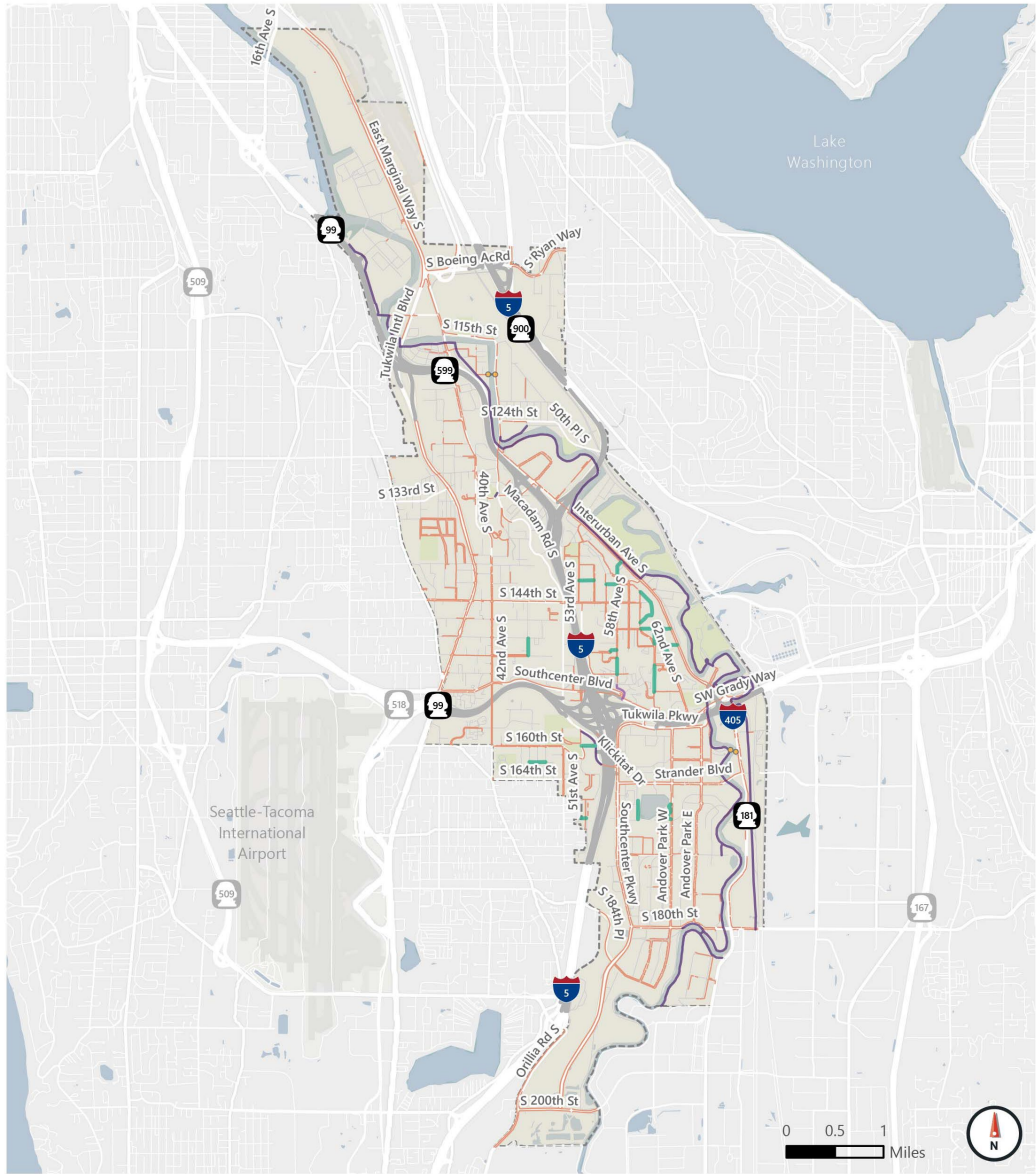 16th Ave S
East Marginal Way S
Lake
Washington
99
S Ryan Way
S Boeing AcRd
509
5
Tukwila Intl Blvd
S 115th St
900
599
S 124th St
50th Pl S
40th Ave S
S 133rd St
Macadam Rd S
Interurban Ave S
53rd Ave S
58th Ave S
S 144th St
62nd Ave S
42nd Ave S
5
Southcenter Blvd
SW Grady Way
518
99
Tukwila Pkwy
405
S 160th St
Klickitat Dr
S 164th St
51st Ave S
Strander Blvd
Seattle-Tacoma
International
Airport
Southcenter Pkwy
Andover Park W
Andover Park E
181
509
S 184th Pl
S 180th St
167
5
Orillia Rd S
S 200th St
0 0.5 1
Miles
N